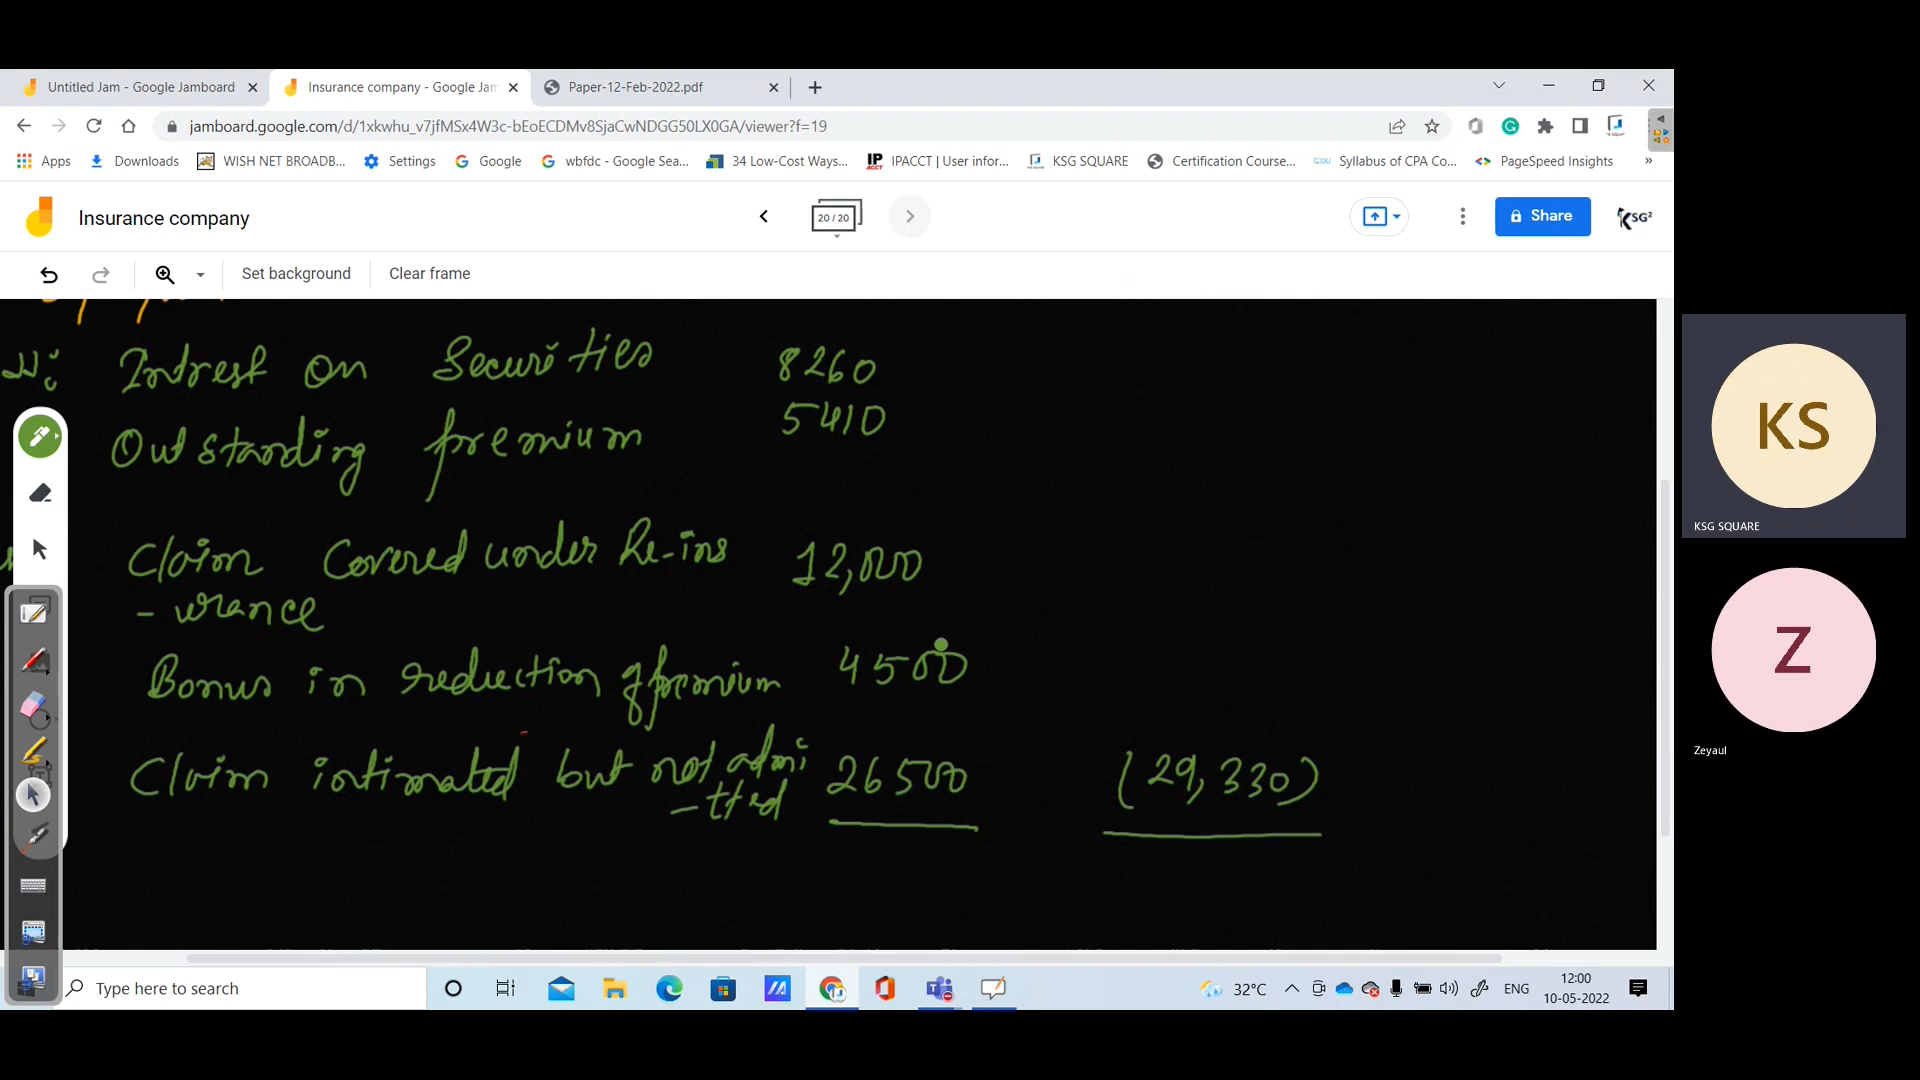 Untitled Jam - Google Jamboard
Insurance company - Google Jam
Paper-12-Feb-2022.pdf
jamboard.google.com/d/1xkwhu_v7jfMSx4W3c-bEoECDMv8SjaCwNDGG50LX0GA/viewer?f=19
Apps Downloads WISH NET BROADB... Settings Google wbfdc - Google Sea... 34 Low-Cost Ways... IPACCT | User infor... KSG SQUARE Certification Course... Syllabus of CPA Co... PageSpeed Insights »
Insurance company
20 / 20
Share
KSG²
Set background Clear frame
Intrest on Securities 8260
Outstanding premium 5410
Claim Covered under Re-ins 12,000
- urance
Bonus in reduction of premium 4500
Claim intimated but not admi 26500 (29,330)
- tted
Type here to search
32°C ENG
12:00
10-05-2022
KS
KSG SQUARE
Z
Zeyaul